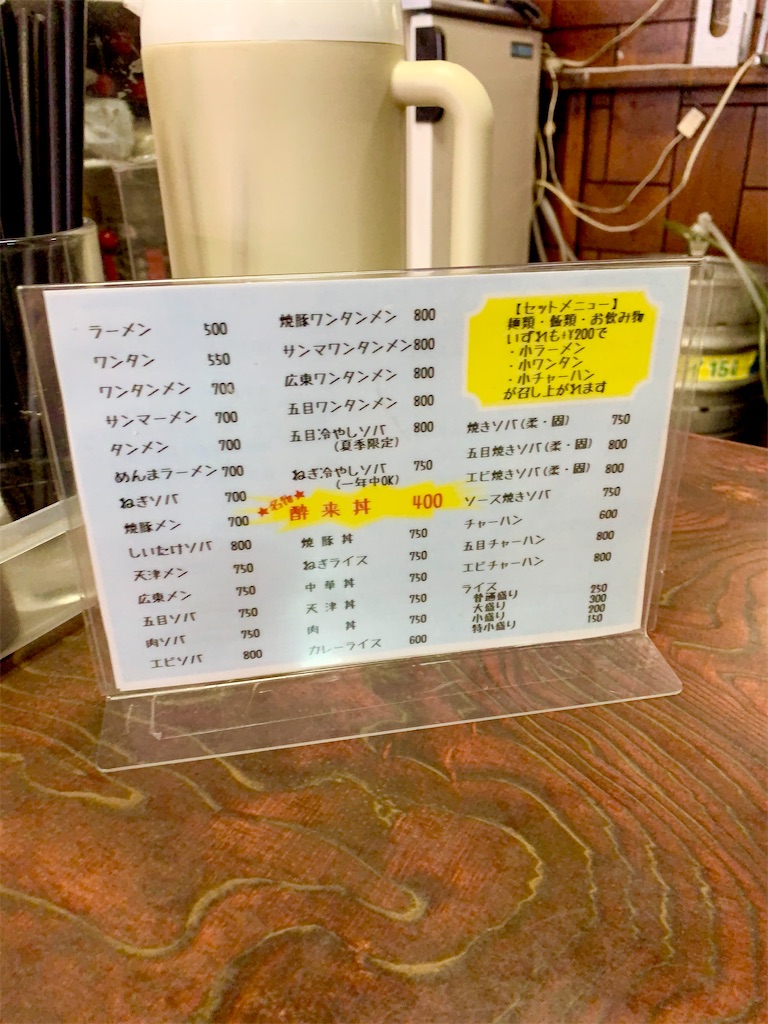 ラーメン 500
ワンタン 550
ワンタンメン 700
サンマーメン 700
タンメン 700
めんまラーメン 700
ねぎソバ 700
焼豚メン 700
しいたけソバ 800
天津メン 750
広東メン 750
五目ソバ 750
肉ソバ 750
エビソバ 800
焼豚ワンタンメン 800
サンマワンタンメン 800
広東ワンタンメン 800
五目ワンタンメン 800
五目冷やしソバ 800
(夏季限定)
ねぎ冷やしソバ 750
(一年中OK)
★名物★
酔来丼 400
焼豚丼 750
ねぎライス 750
中華丼 750
天津丼 750
肉丼 750
カレーライス 600
【セットメニュー】
麺類・飯類・お飲み物
いずれも+¥200で
・小ラーメン
・小ワンタン
・小チャーハン
が召し上がれます
焼きソバ(柔・固) 750
五目焼きソバ(柔・固) 800
エビ焼きソバ(柔・固) 800
ソース焼きソバ 750
チャーハン 600
五目チャーハン 800
エビチャーハン 800
ライス
普通盛り 250
大盛り 300
小盛り 200
特小盛り 150